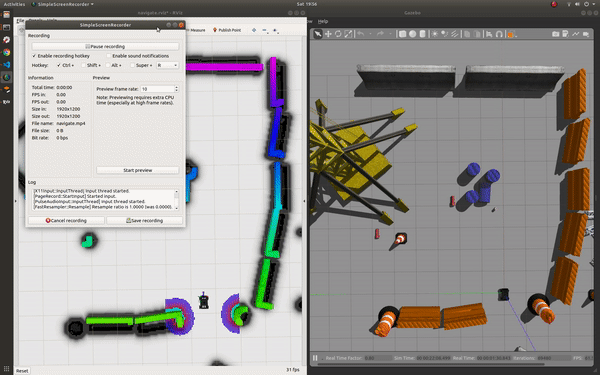 Activities
SimpleScreenRecorder
Sat 19:56
Gazebo
navigate.rviz* - RViz
SimpleScreenRecorder
Measure
Publish Point
Recording
Pause recording
Enable recording hotkey
Enable sound notifications
Hotkey: Ctrl + Shift + Alt + Super + R
Information
Preview
Total time: 0:00:00
FPS in: 0.00
FPS out: 0.00
Size in: 1920x1200
Size out: 1920x1200
File name: navigate.mp4
File size: 0 B
Bit rate: 0 bps
Preview frame rate: 10
Note: Previewing requires extra CPU
time (especially at high frame rates).
Start preview
Log
[X11Input::InputThread] Input thread started.
[PageRecord::StartInput] Started input.
[PulseAudioInput::InputThread] Input thread started.
[FastResampler::Resample] Resample ratio is 1.0000 (was 0.0000).
Cancel recording
Save recording
Reset
31 fps
Window Help
Real Time Factor:
Sim Time:
Real Time:
Iterations:
FPS: